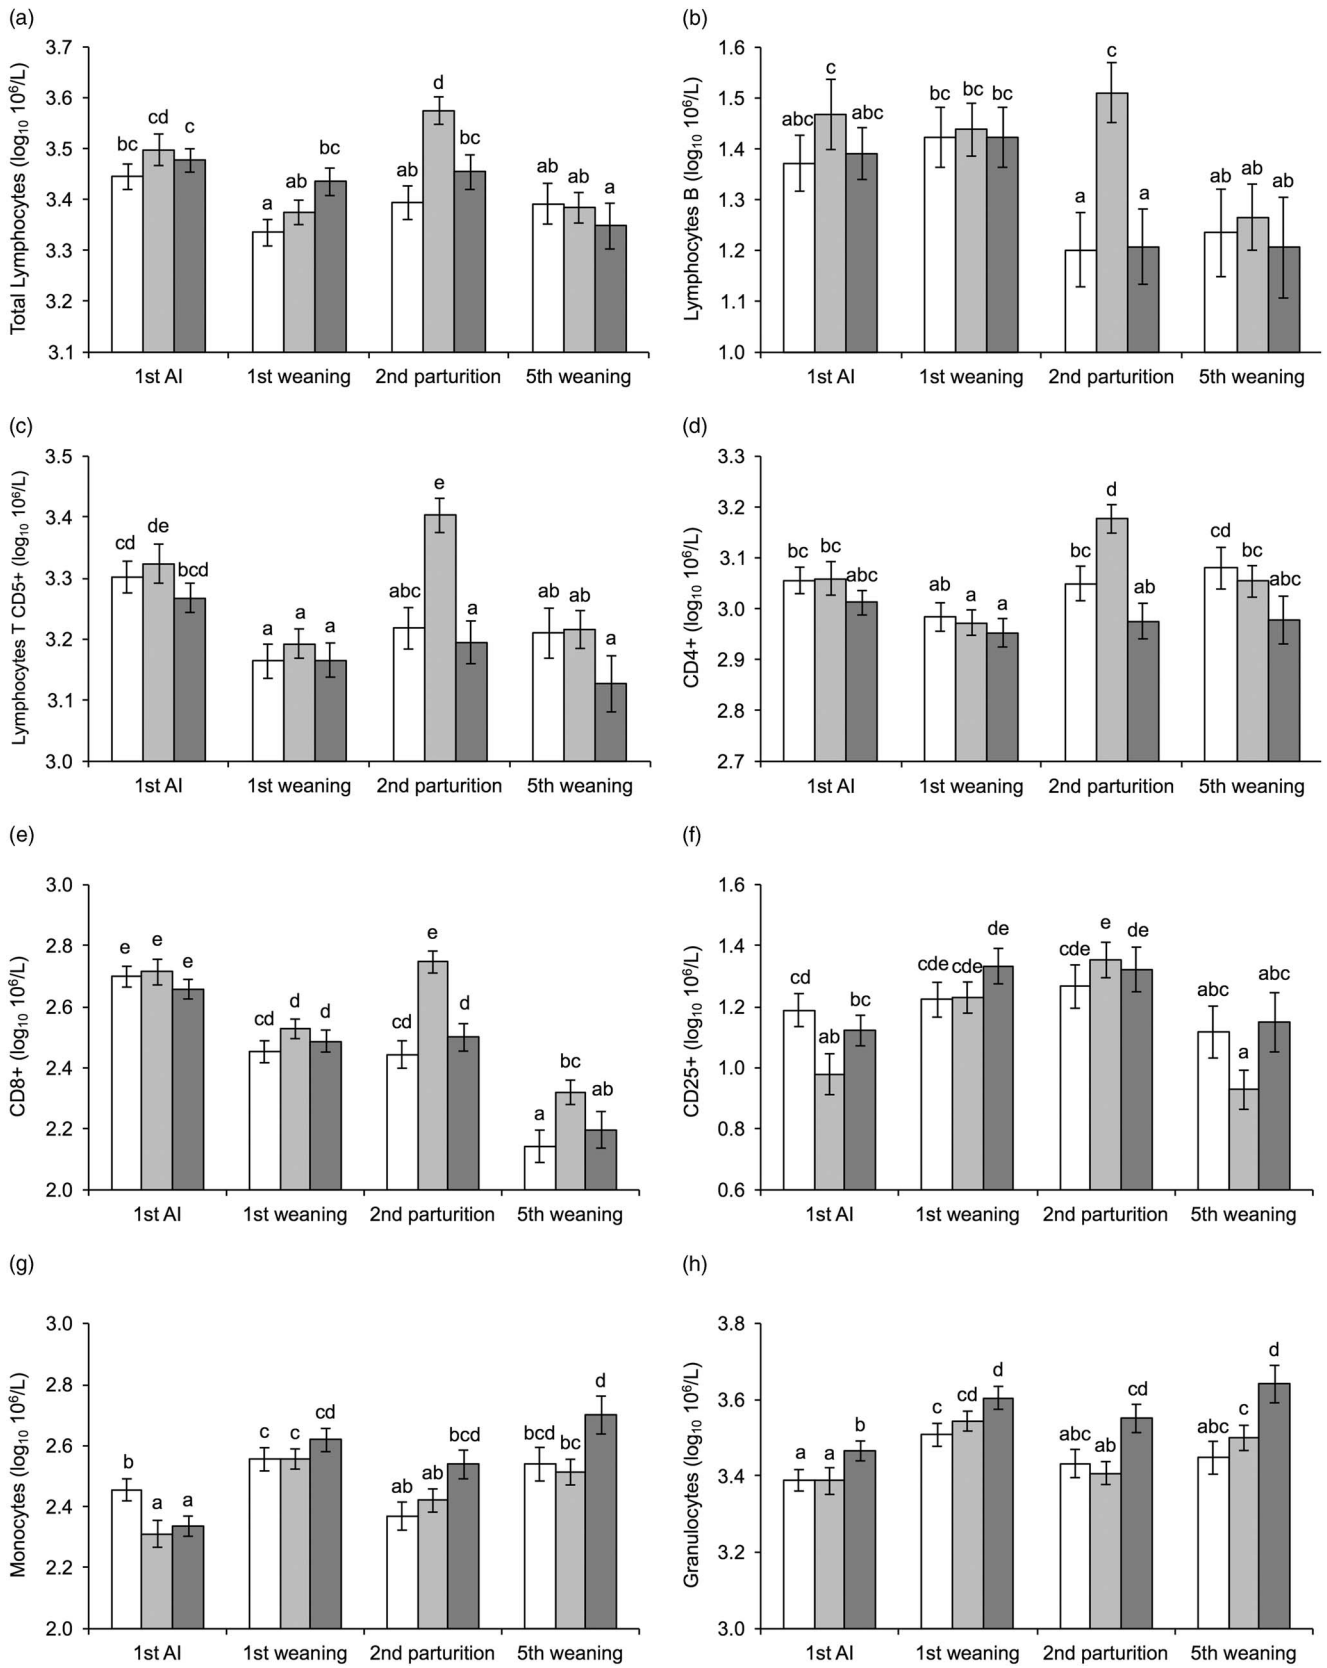 (a)
Total Lymphocytes (log₁₀ 10⁶/L)
3.7
3.6
3.5
3.4
3.3
3.2
3.1
bc cd c
a ab bc
ab d bc
ab ab a
1st AI 1st weaning 2nd parturition 5th weaning
(b)
Lymphocytes B (log₁₀ 10⁶/L)
1.6
1.5
1.4
1.3
1.2
1.1
1.0
abc c abc
bc bc bc
a c a
ab ab ab
1st AI 1st weaning 2nd parturition 5th weaning
(c)
Lymphocytes T CD5+ (log₁₀ 10⁶/L)
3.5
3.4
3.3
3.2
3.1
3.0
cd de bcd
a a a
abc e a
ab ab a
1st AI 1st weaning 2nd parturition 5th weaning
(d)
CD4+ (log₁₀ 10⁶/L)
3.3
3.2
3.1
3.0
2.9
2.8
2.7
bc bc abc
ab a a
bc d ab
cd bc abc
1st AI 1st weaning 2nd parturition 5th weaning
(e)
CD8+ (log₁₀ 10⁶/L)
3.0
2.8
2.6
2.4
2.2
2.0
e e e
cd d d
cd e d
a bc ab
1st AI 1st weaning 2nd parturition 5th weaning
(f)
CD25+ (log₁₀ 10⁶/L)
1.6
1.4
1.2
1.0
0.8
0.6
cd ab bc
cde cde de
cde e de
abc a abc
1st AI 1st weaning 2nd parturition 5th weaning
(g)
Monocytes (log₁₀ 10⁶/L)
3.0
2.8
2.6
2.4
2.2
2.0
b a a
c c cd
ab ab bcd
bcd bc d
1st AI 1st weaning 2nd parturition 5th weaning
(h)
Granulocytes (log₁₀ 10⁶/L)
3.8
3.6
3.4
3.2
3.0
a a b
c cd d
abc ab cd
abc c d
1st AI 1st weaning 2nd parturition 5th weaning